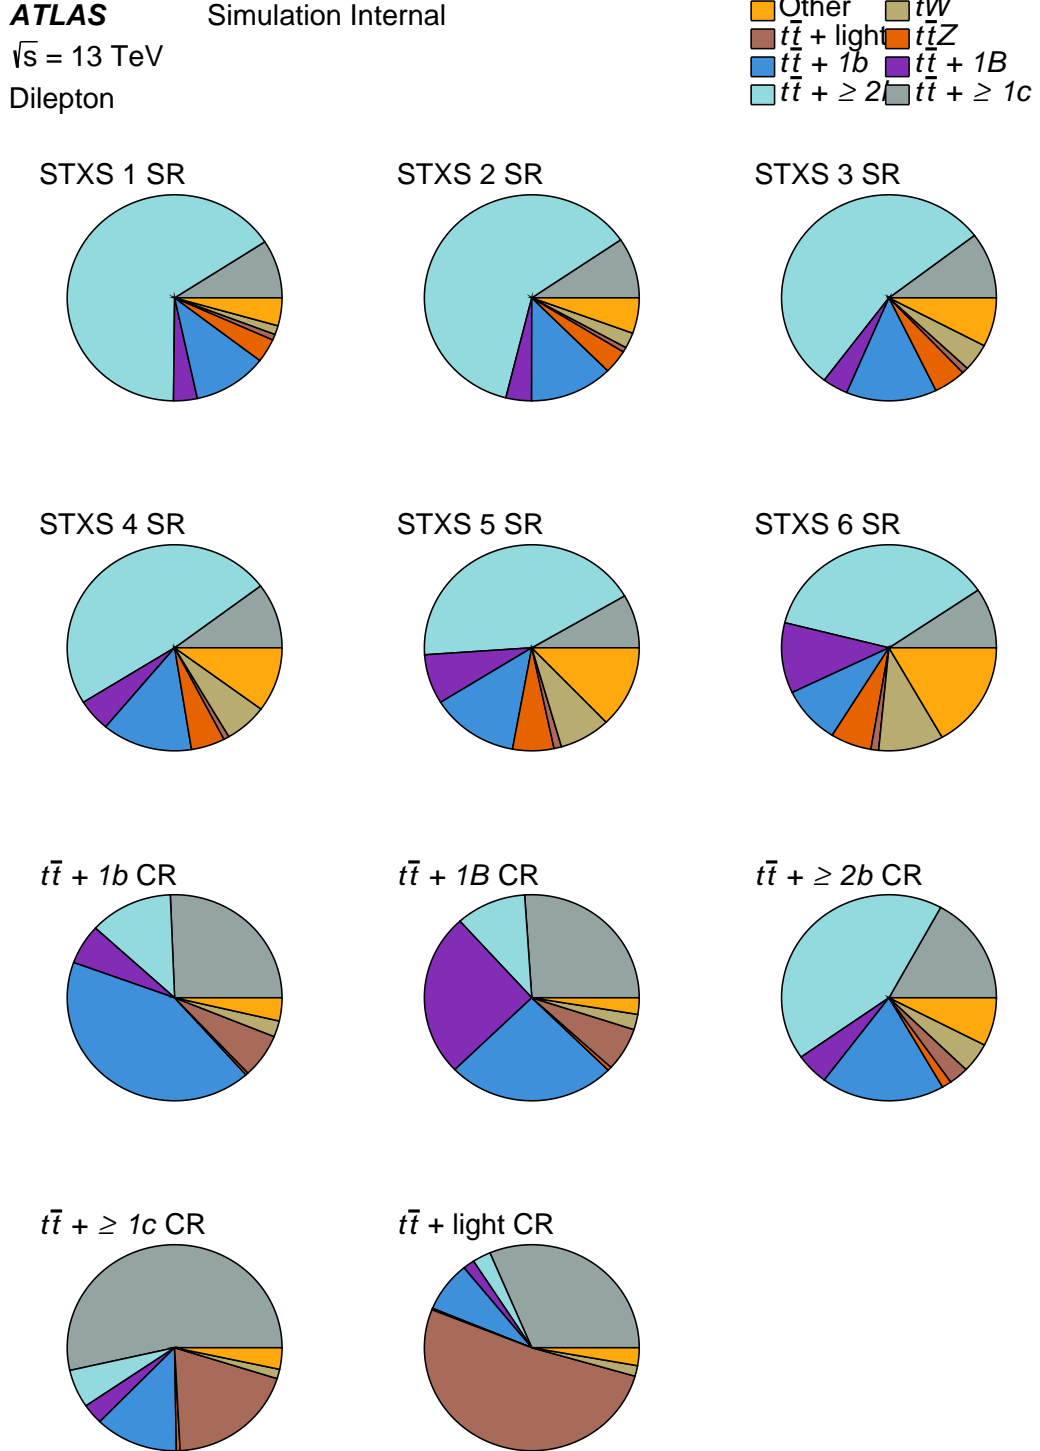 ATLAS Simulation Internal
√s = 13 TeV
Dilepton
Other tW
tt̄ + light tt̄Z
tt̄ + 1b tt̄ + 1B
tt̄ + ≥ 2b tt̄ + ≥ 1c
STXS 1 SR STXS 2 SR STXS 3 SR
STXS 4 SR STXS 5 SR STXS 6 SR
tt̄ + 1b CR tt̄ + 1B CR tt̄ + ≥ 2b CR
tt̄ + ≥ 1c CR tt̄ + light CR